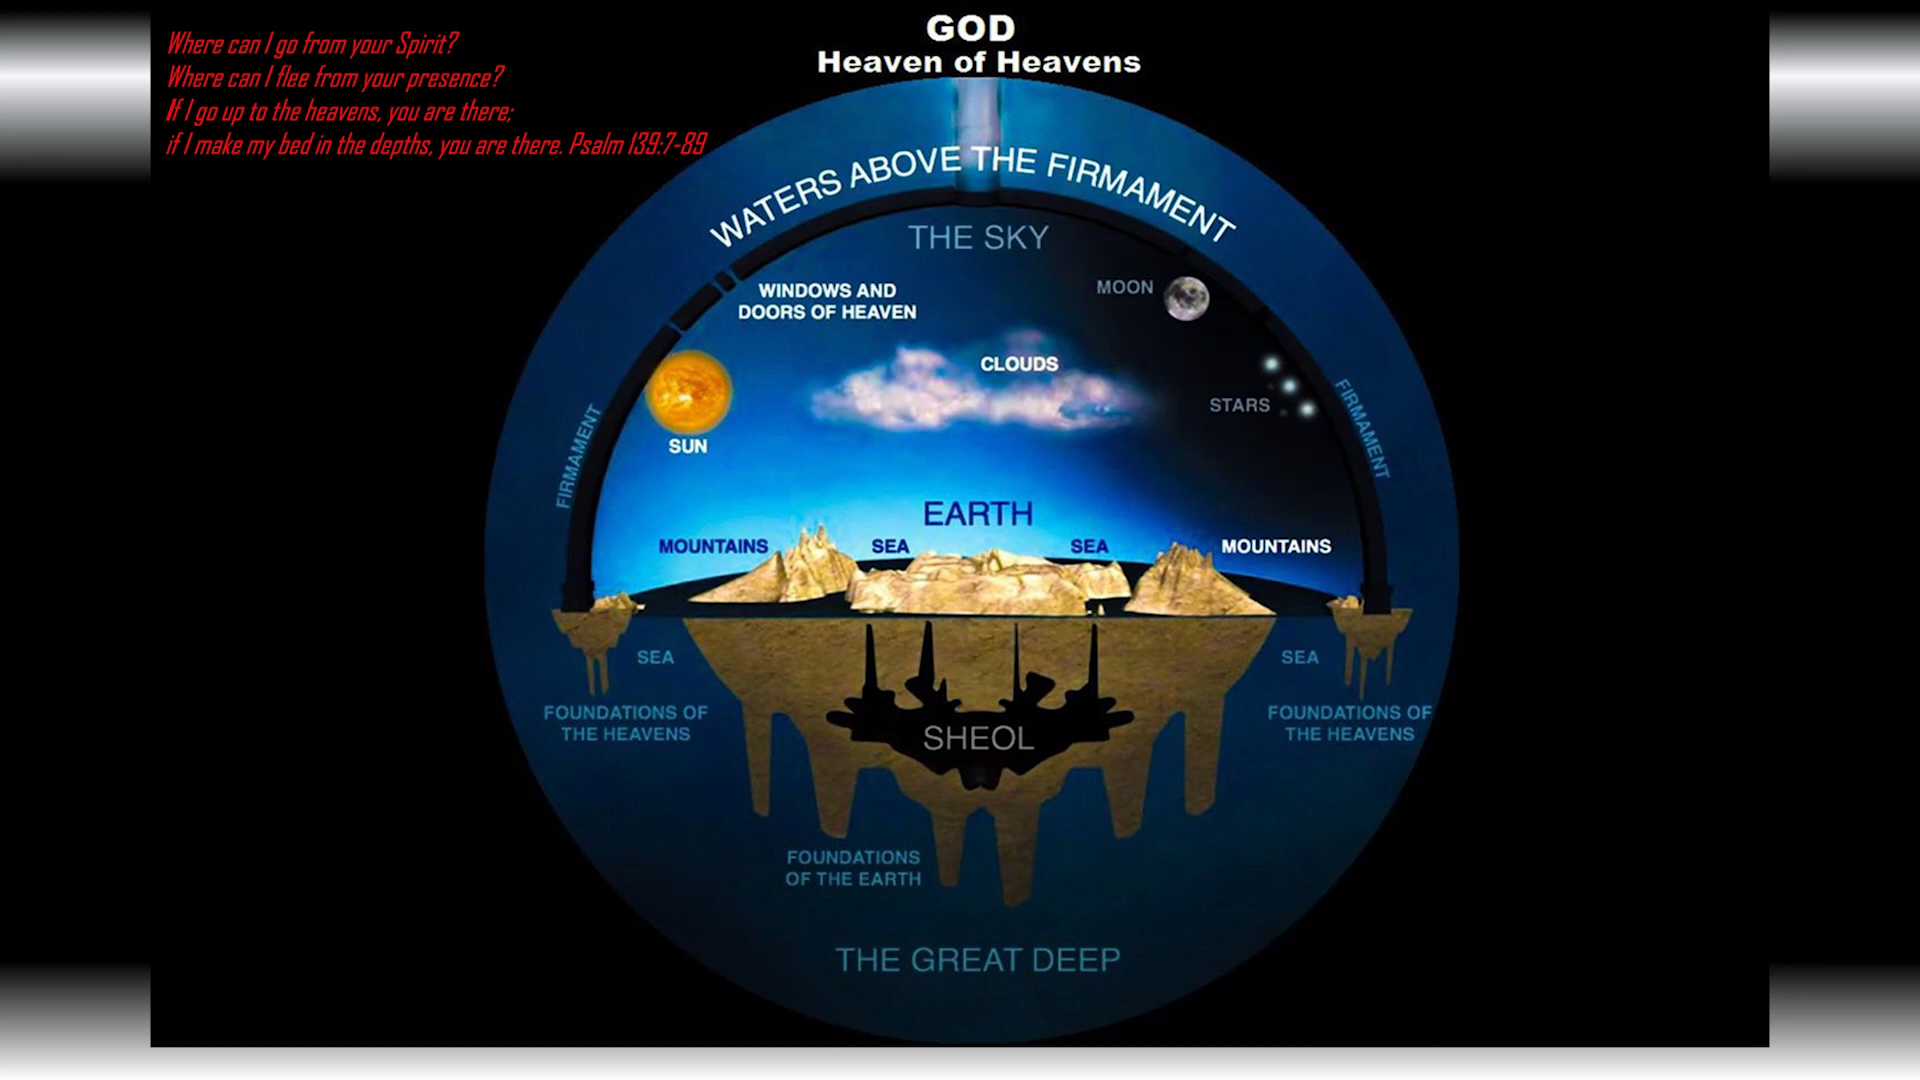 Where can I go from your Spirit?
Where can I flee from your presence?
If I go up to the heavens, you are there;
if I make my bed in the depths, you are there. Psalm 139:7-89
GOD
Heaven of Heavens
WATERS ABOVE THE FIRMAMENT
THE SKY
WINDOWS AND
DOORS OF HEAVEN
MOON
CLOUDS
STARS
SUN
FIRMAMENT
FIRMAMENT
EARTH
MOUNTAINS
SEA
SEA
MOUNTAINS
SEA
SEA
FOUNDATIONS OF
THE HEAVENS
FOUNDATIONS OF
THE HEAVENS
SHEOL
FOUNDATIONS
OF THE EARTH
THE GREAT DEEP